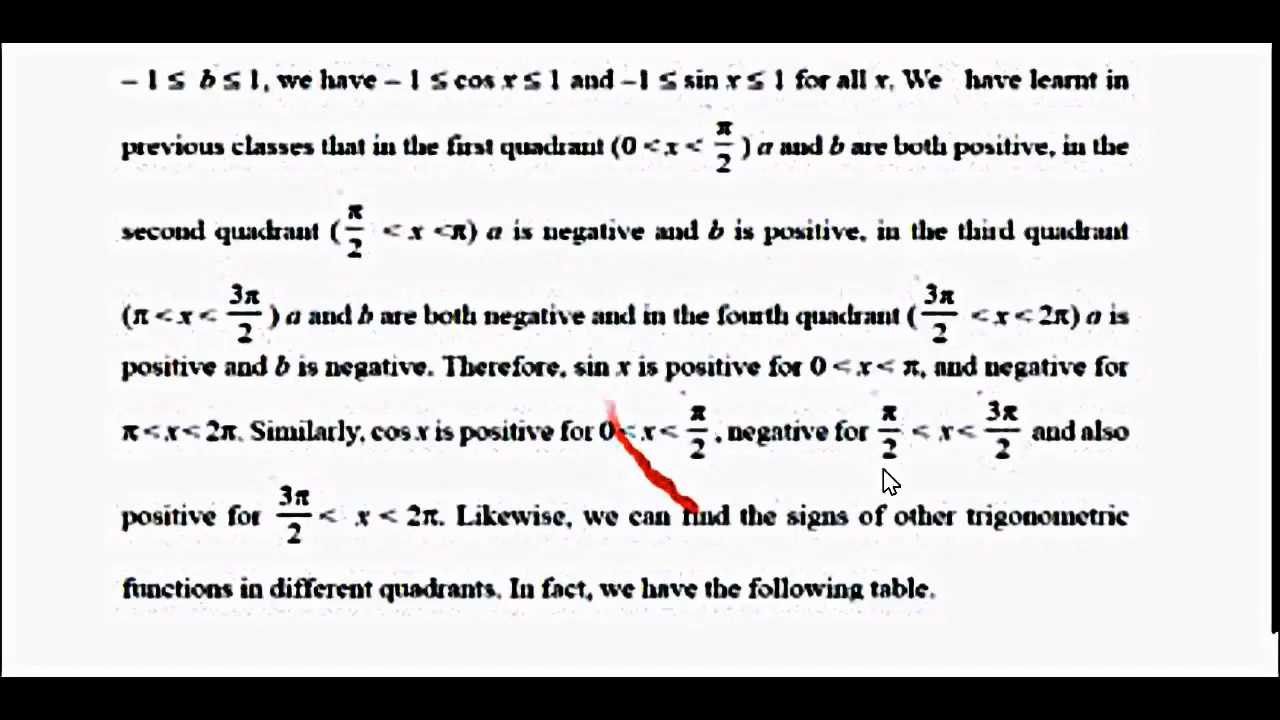 – 1 ≤ b ≤ 1, we have – 1 ≤ cos x ≤ 1 and –1 ≤ sin x ≤ 1 for all x. We have learnt in
previous classes that in the first quadrant (0 < x < π/2) a and b are both positive, in the
second quadrant (π/2 < x < π) a is negative and b is positive, in the third quadrant
(π < x < 3π/2) a and b are both negative and in the fourth quadrant (3π/2 < x < 2π) a is
positive and b is negative. Therefore, sin x is positive for 0 < x < π, and negative for
π < x < 2π. Similarly, cos x is positive for 0 < x < π/2, negative for π/2 < x < 3π/2 and also
positive for 3π/2 < x < 2π. Likewise, we can find the signs of other trigonometric
functions in different quadrants. In fact, we have the following table.